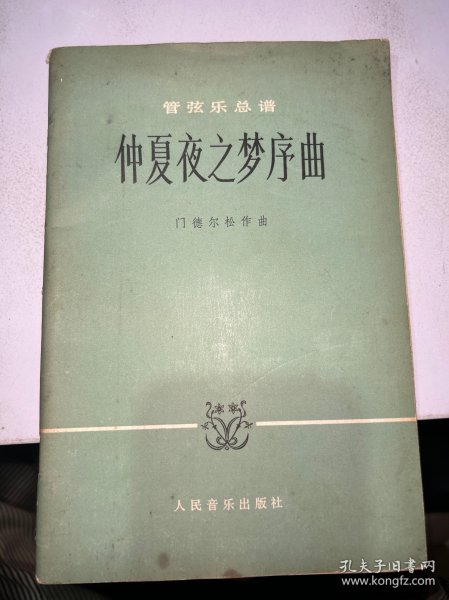 管弦乐总谱
仲夏夜之梦序曲
门德尔松作曲
人民音乐出版社
孔夫子旧书网
www.kongfz.com